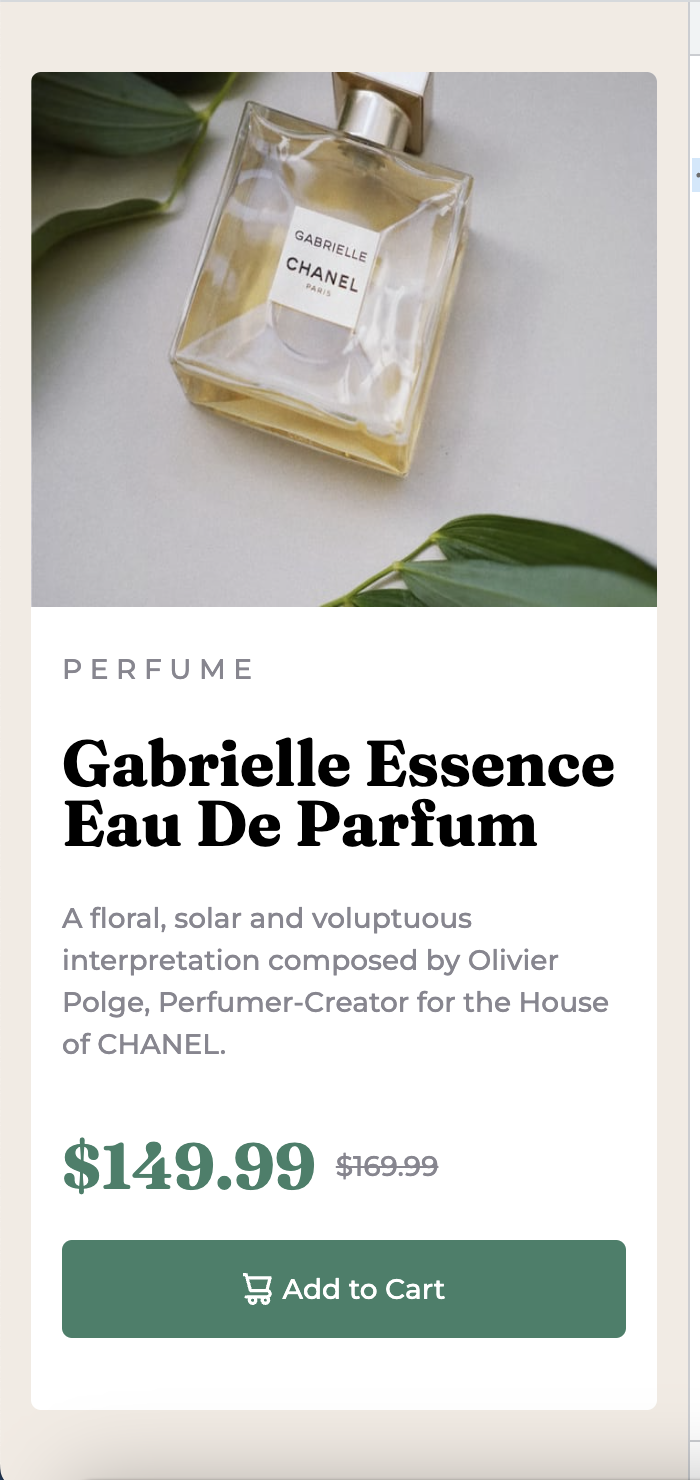 GABRIELLE
CHANEL
PARIS
PERFUME
Gabrielle Essence
Eau De Parfum
A floral, solar and voluptuous
interpretation composed by Olivier
Polge, Perfumer-Creator for the House
of CHANEL.
$149.99 $169.99
Add to Cart